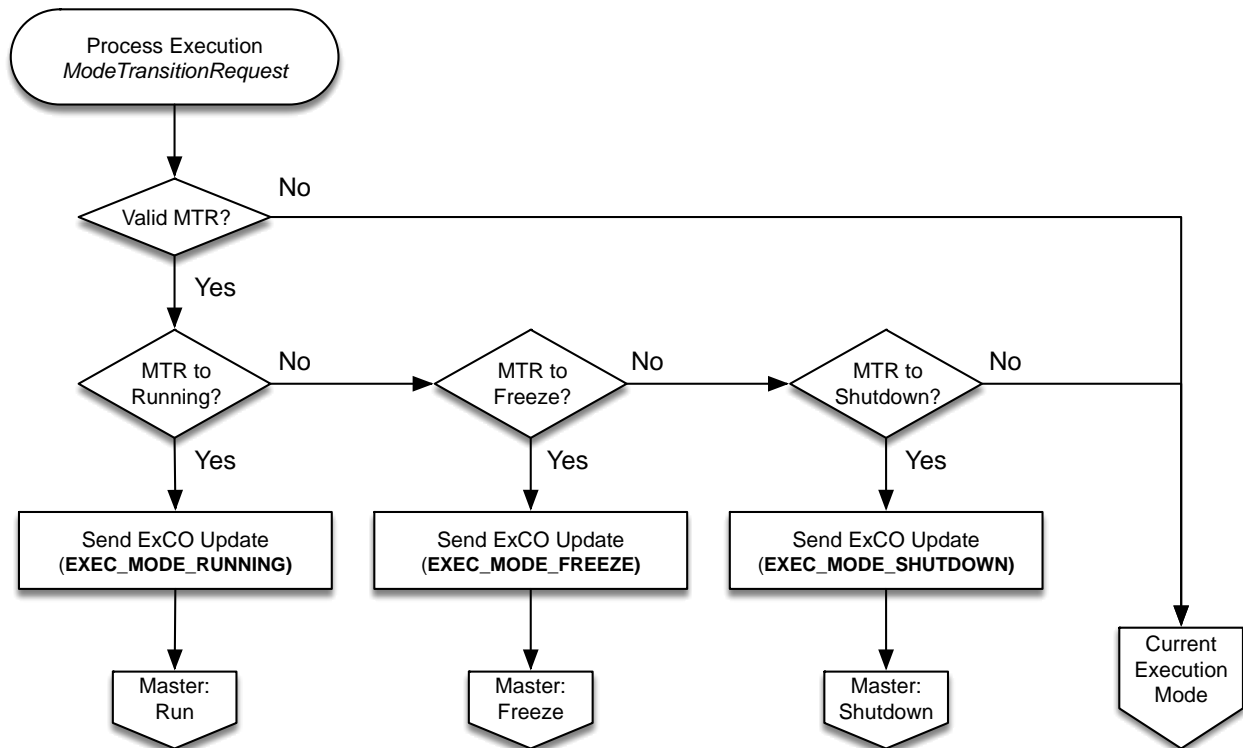 Process Execution
ModeTransitionRequest
No
Valid MTR?
Yes
MTR to
Running?
No
MTR to
Freeze?
No
MTR to
Shutdown?
No
Yes
Yes
Yes
Send ExCO Update
(EXEC_MODE_RUNNING)
Send ExCO Update
(EXEC_MODE_FREEZE)
Send ExCO Update
(EXEC_MODE_SHUTDOWN)
Master:
Run
Master:
Freeze
Master:
Shutdown
Current
Execution
Mode